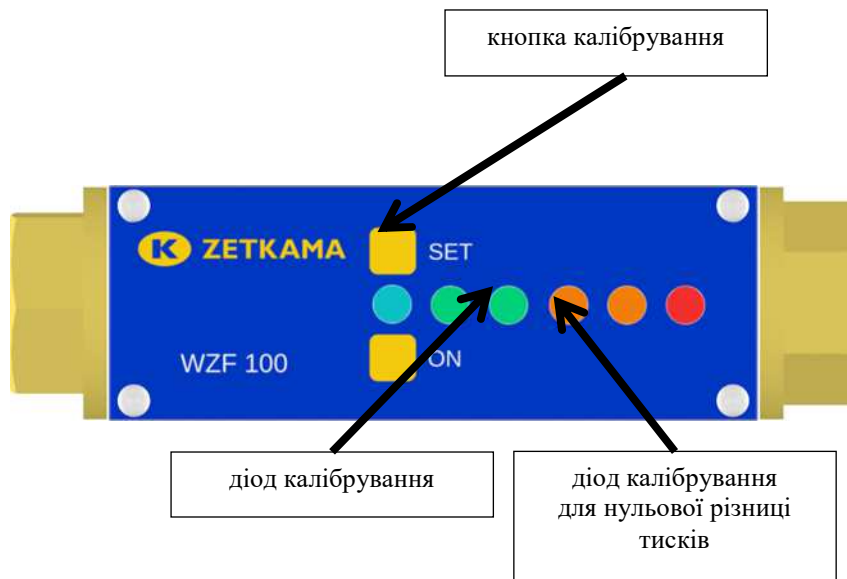 кнопка калібрування
K ZETKAMA
SET
WZF 100
ON
діод калібрування
діод калібрування
для нульової різниці
тисків